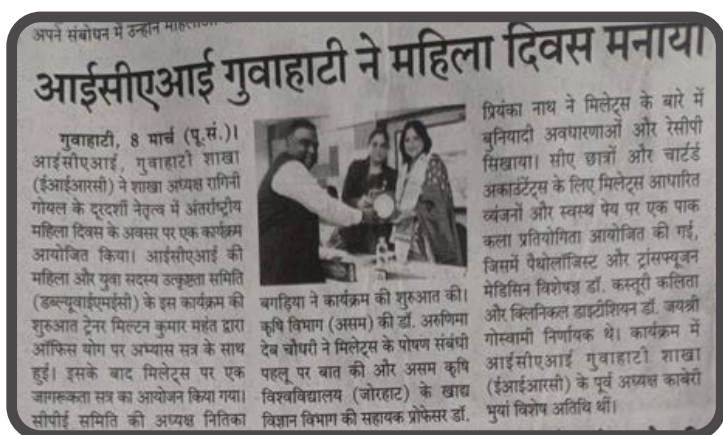 अपने संबोधन में उन्होंने
आईसीएआई गुवाहाटी ने महिला दिवस मनाया
गुवाहाटी, 8 मार्च (पू.सं.)।
आईसीएआई, गुवाहाटी शाखा
(ईआईआरसी) ने शाखा अध्यक्ष रागिनी
गोयल के दूरदर्शी नेतृत्व में अंतर्राष्ट्रीय
महिला दिवस के अवसर पर एक कार्यक्रम
आयोजित किया। आईसीएआई की
महिला और युवा सदस्य उत्कृष्टता समिति
(डब्ल्यूवाईएमईसी) के इस कार्यक्रम की
शुरुआत ट्रेनर मिल्टन कुमार महंत द्वारा
ऑफिस योग पर अभ्यास सत्र के साथ
हुई। इसके बाद मिलेट्स पर एक
जागरूकता सत्र का आयोजन किया गया।
सीपीई समिति की अध्यक्ष नितिका
बगड़िया ने कार्यक्रम की शुरुआत की।
कृषि विभाग (असम) की डॉ. अरुणिमा
देब चौधरी ने मिलेट्स के पोषण संबंधी
पहलू पर बात की और असम कृषि
विश्वविद्यालय (जोरहाट) के खाद्य
विज्ञान विभाग की सहायक प्रोफेसर डॉ.
प्रियंका नाथ ने मिलेट्स के बारे में
बुनियादी अवधारणाओं और रेसीपी
सिखाया। सीए छात्रों और चार्टर्ड
अकाउंटेंट्स के लिए मिलेट्स आधारित
व्यंजनों और स्वस्थ पेय पर एक पाक
कला प्रतियोगिता आयोजित की गई,
जिसमें पैथोलॉजिस्ट और ट्रांसफ्यूजन
मेडिसिन विशेषज्ञ डॉ. कस्तूरी कलिता
और क्लिनिकल डाइटीशियन डॉ. जयश्री
गोस्वामी निर्णायक थे। कार्यक्रम में
आईसीएआई गुवाहाटी शाखा
(ईआईआरसी) के पूर्व अध्यक्ष काबेरी
भुयां विशेष अतिथि थीं।